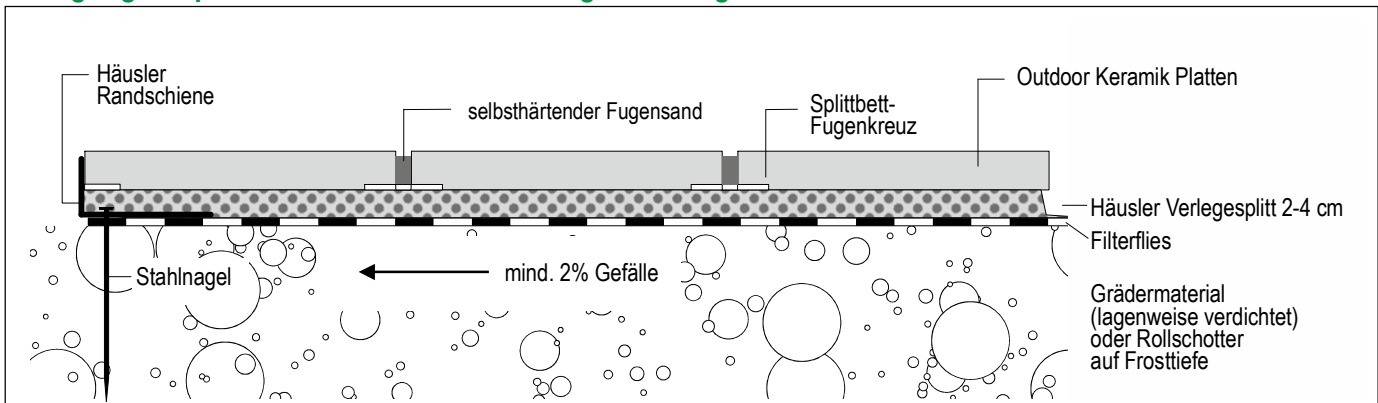 Häusler
Randschiene
selbsthärtender Fugensand
Splittbett-
Fugenkreuz
Outdoor Keramik Platten
Häusler Verlegesplitt 2-4 cm
Filterflies
Stahlnagel
mind. 2% Gefälle
Grädermaterial
(lagenweise verdichtet)
oder Rollschotter
auf Frosttiefe